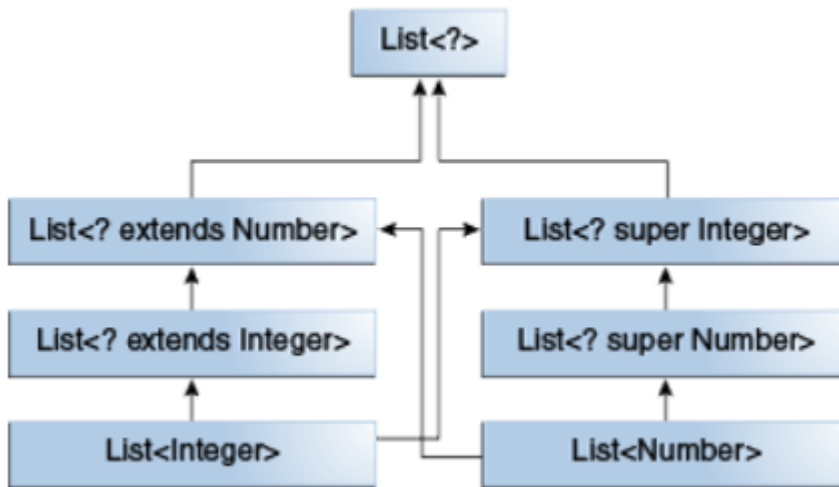 List<?>
List<? extends Number>
List<? super Integer>
List<? extends Integer>
List<? super Number>
List<Integer>
List<Number>